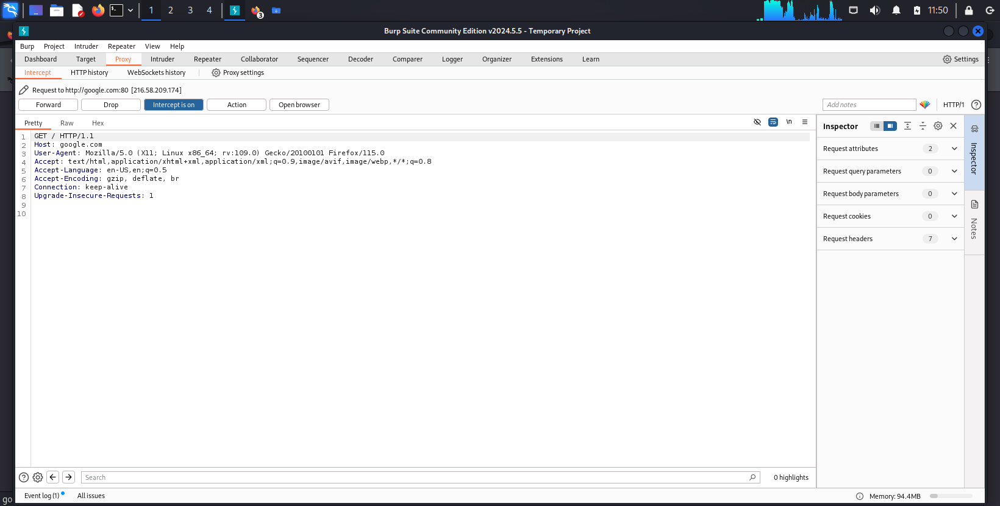 1 2 3 4 3 11:50
Burp Suite Community Edition v2024.5.5 - Temporary Project
Burp Project Intruder Repeater View Help
Dashboard Target Proxy Intruder Repeater Collaborator Sequencer Decoder Comparer Logger Organizer Extensions Learn Settings
Intercept HTTP history WebSockets history Proxy settings
Request to http://google.com:80 [216.58.209.174]
Forward Drop Intercept is on Action Open browser Add notes HTTP/1
Pretty Raw Hex \n
Inspector
1 GET / HTTP/1.1
2 Host: google.com
3 User-Agent: Mozilla/5.0 (X11; Linux x86_64; rv:109.0) Gecko/20100101 Firefox/115.0
4 Accept: text/html,application/xhtml+xml,application/xml;q=0.9,image/avif,image/webp,*/*;q=0.8
5 Accept-Language: en-US,en;q=0.5
6 Accept-Encoding: gzip, deflate, br
7 Connection: keep-alive
8 Upgrade-Insecure-Requests: 1
9
10
Request attributes 2
Request query parameters 0
Request body parameters 0
Request cookies 0
Request headers 7
Inspector
Notes
Search 0 highlights
Event log (1) All issues Memory: 94.4MB
go